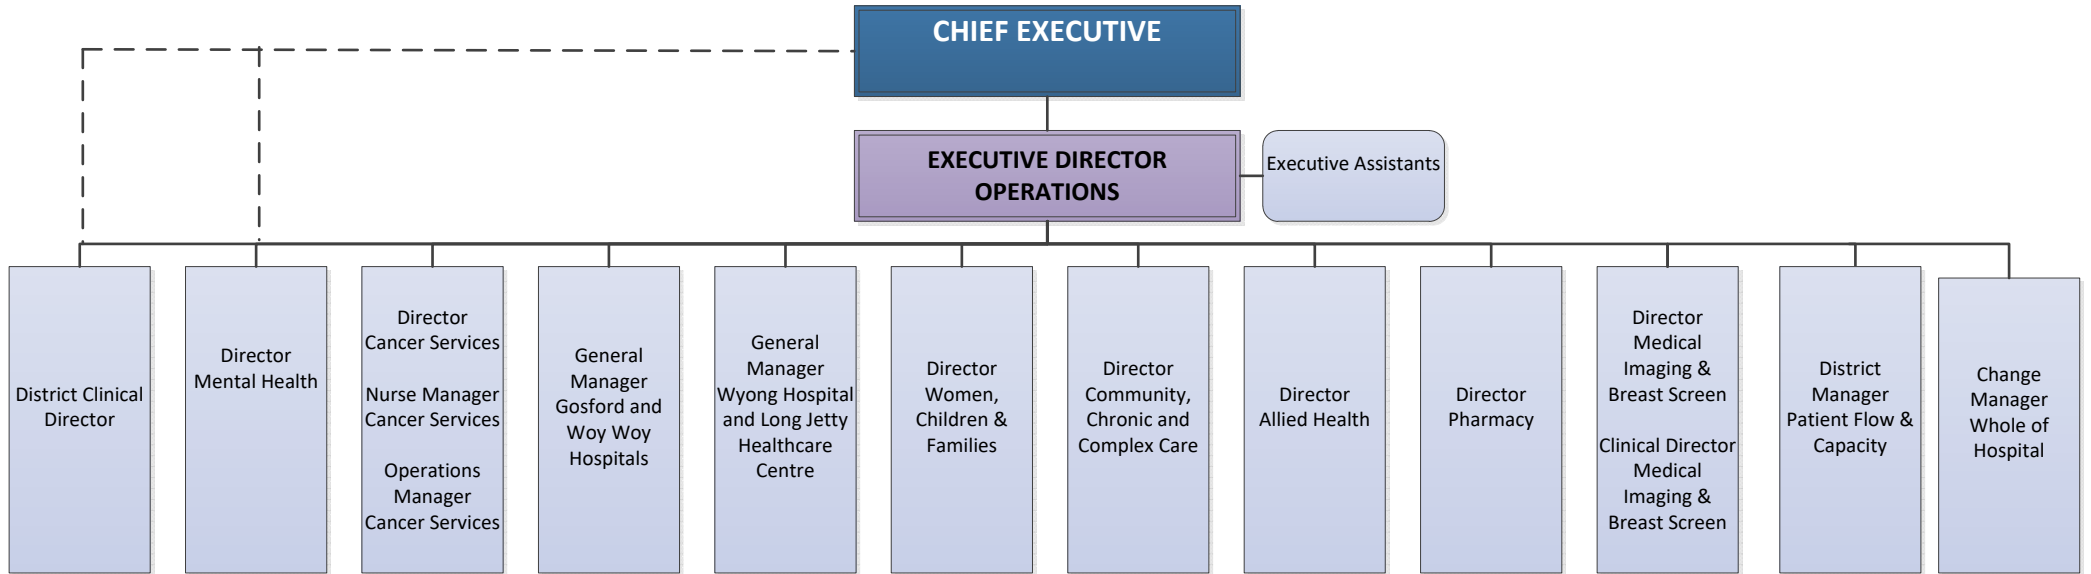 CHIEF EXECUTIVE
EXECUTIVE DIRECTOR
OPERATIONS
Executive Assistants
District Clinical
Director
Director
Mental Health
Director
Cancer Services
Nurse Manager
Cancer Services
Operations
Manager
Cancer Services
General
Manager
Gosford and
Woy Woy
Hospitals
General
Manager
Wyong Hospital
and Long Jetty
Healthcare
Centre
Director
Women,
Children &
Families
Director
Community,
Chronic and
Complex Care
Director
Allied Health
Director
Pharmacy
Director
Medical
Imaging &
Breast Screen
Clinical Director
Medical
Imaging &
Breast Screen
District
Manager
Patient Flow &
Capacity
Change
Manager
Whole of
Hospital